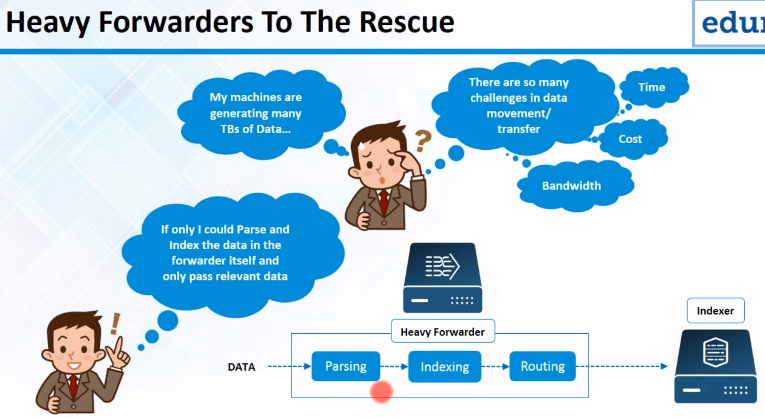 Heavy Forwarders To The Rescue
My machines are
generating many
TBs of Data...
There are so many
challenges in data
movement/
transfer
Time
Cost
Bandwidth
?
If only I could Parse and
Index the data in the
forwarder itself and
only pass relevant data
!
Indexer
Heavy Forwarder
DATA
Parsing
Indexing
Routing